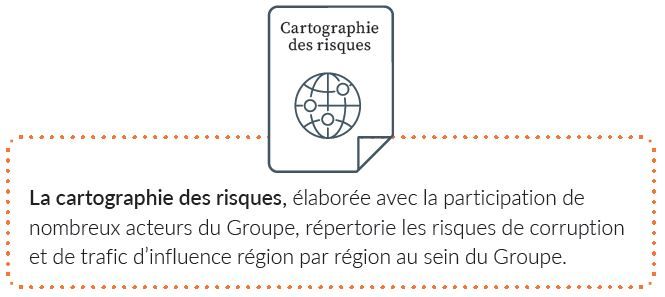 Cartographie
des risques
La cartographie des risques, élaborée avec la participation de
nombreux acteurs du Groupe, répertorie les risques de corruption
et de trafic d’influence région par région au sein du Groupe.